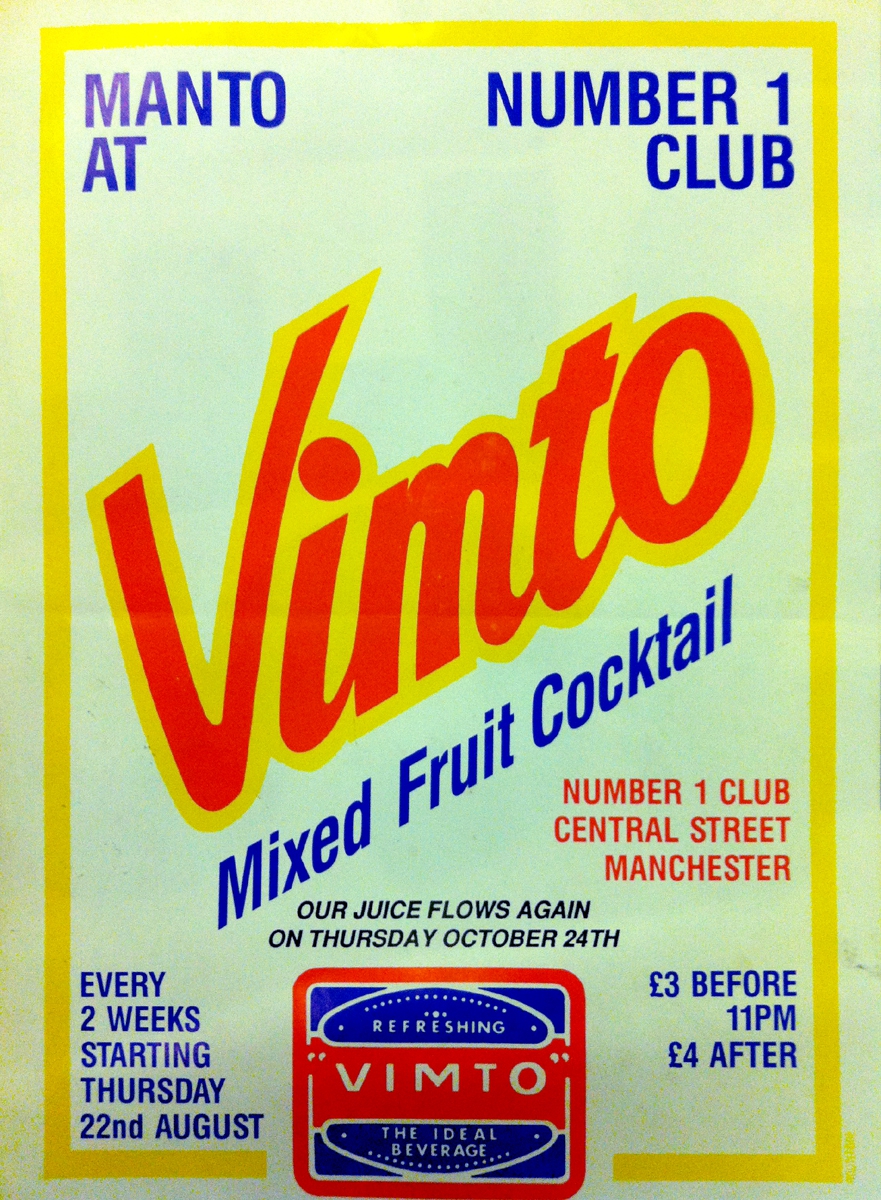 MANTO
AT
NUMBER 1
CLUB
Vimto
Mixed Fruit Cocktail
NUMBER 1 CLUB
CENTRAL STREET
MANCHESTER
OUR JUICE FLOWS AGAIN
ON THURSDAY OCTOBER 24TH
EVERY
2 WEEKS
STARTING
THURSDAY
22nd AUGUST
REFRESHING
"VIMTO"
THE IDEAL
BEVERAGE
£3 BEFORE
11PM
£4 AFTER